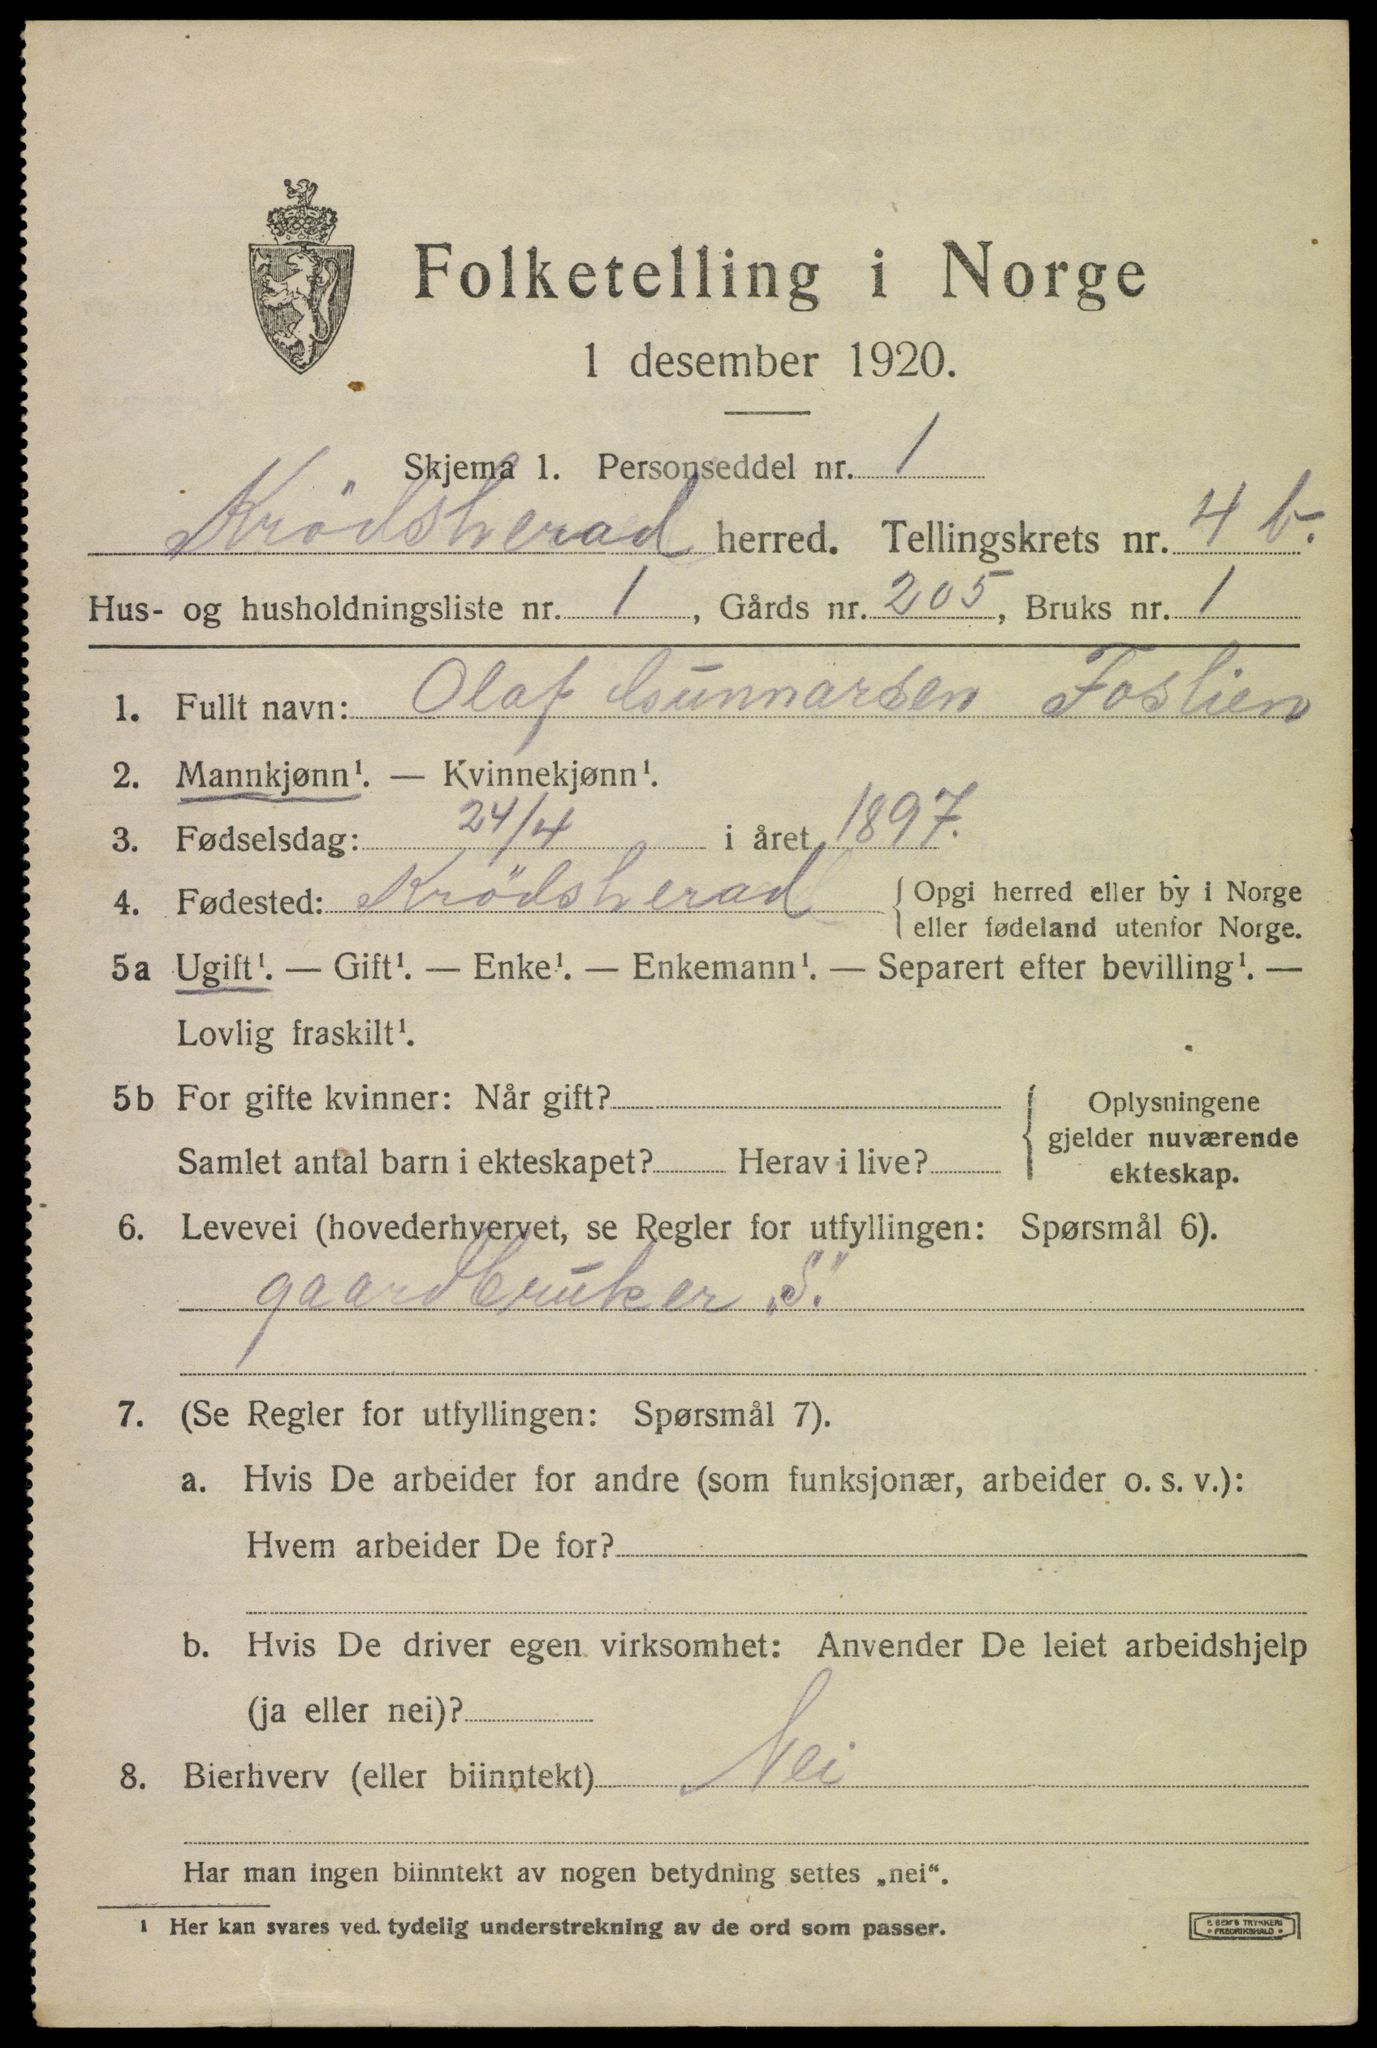 Folketelling i Norge
1 desember 1920.
Skjema 1. Personseddel nr. 1
Krödsherad herred. Tellingskrets nr. 4 b.
Hus- og husholdningsliste nr. 1, Gårds nr. 205, Bruks nr. 1
1. Fullt navn: Olaf Gunnarsen Foslien
2. Mannkjønn¹. — Kvinnekjønn¹.
3. Fødselsdag: 24/4 i året 1897.
4. Fødested: Krödsherad { Opgi herred eller by i Norge
eller fødeland utenfor Norge.
5a Ugift¹. — Gift¹. — Enke¹. — Enkemann¹. — Separert efter bevilling¹. —
Lovlig fraskilt¹.
5b For gifte kvinner: Når gift?
Samlet antal barn i ekteskapet? Herav i live?
Oplysningene
gjelder nuværende
ekteskap.
6. Levevei (hovederhvervet, se Regler for utfyllingen: Spørsmål 6).
gaardbruker „S."
7. (Se Regler for utfyllingen: Spørsmål 7).
a. Hvis De arbeider for andre (som funksjonær, arbeider o. s. v.):
Hvem arbeider De for?
b. Hvis De driver egen virksomhet: Anvender De leiet arbeidshjelp
(ja eller nei)?
8. Bierhverv (eller biinntekt) Nei
Har man ingen biinntekt av nogen betydning settes „nei“.
¹ Her kan svares ved tydelig understrekning av de ord som passer.
E. SEM'S TRYKKERI
FREDRIKSHALD